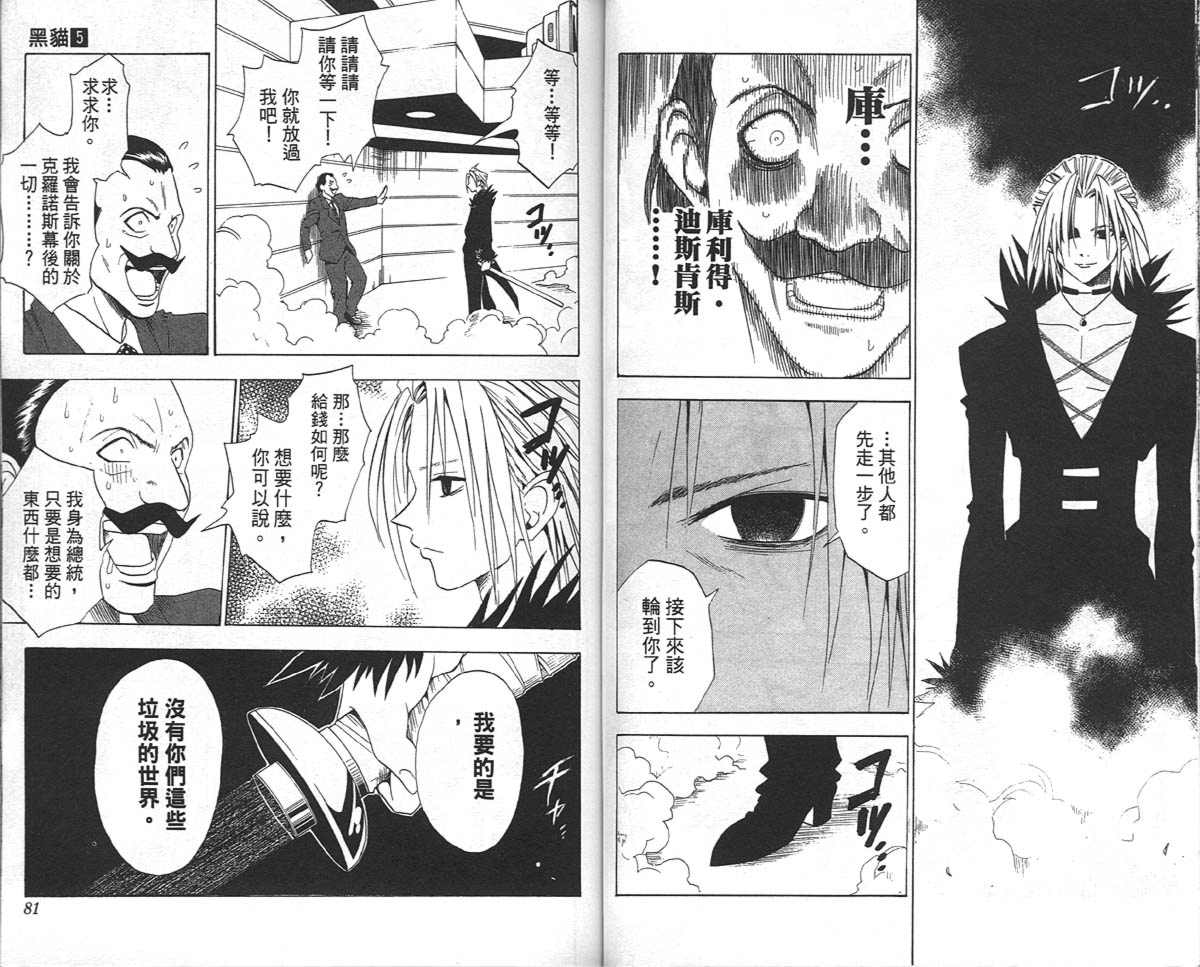 コツ..
庫…
庫利得・
迪斯肯斯
……！
…其他人都
先走一步了。
接下來該
輪到你了。
コツ..
黑貓5
等…等等！
請請請
請你等一下！
你就放過
我吧！
コツ..
求…
求求你。
我會告訴你關於
克羅諾斯幕後的
一切………？
コツ..
那…那麼
給錢如何呢？
想要什麼，
你可以說。
我身為總統，
只要是想要的
東西什麼都…
我要的是
，
チャ
沒有你們這些
垃圾的世界。
81